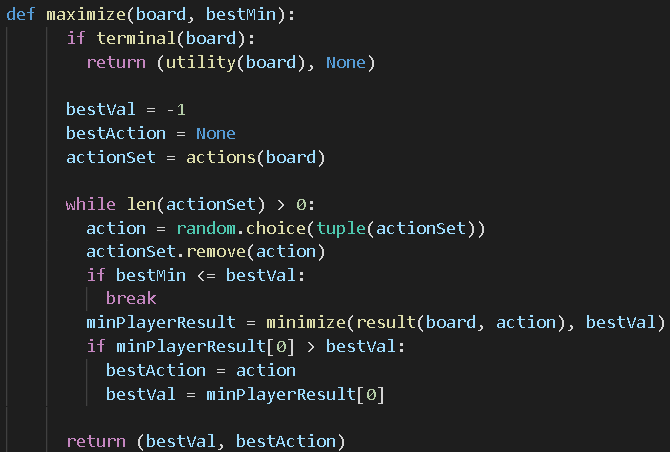 def maximize(board, bestMin):
if terminal(board):
return (utility(board), None)
bestVal = -1
bestAction = None
actionSet = actions(board)
while len(actionSet) > 0:
action = random.choice(tuple(actionSet))
actionSet.remove(action)
if bestMin <= bestVal:
break
minPlayerResult = minimize(result(board, action), bestVal)
if minPlayerResult[0] > bestVal:
bestAction = action
bestVal = minPlayerResult[0]
return (bestVal, bestAction)